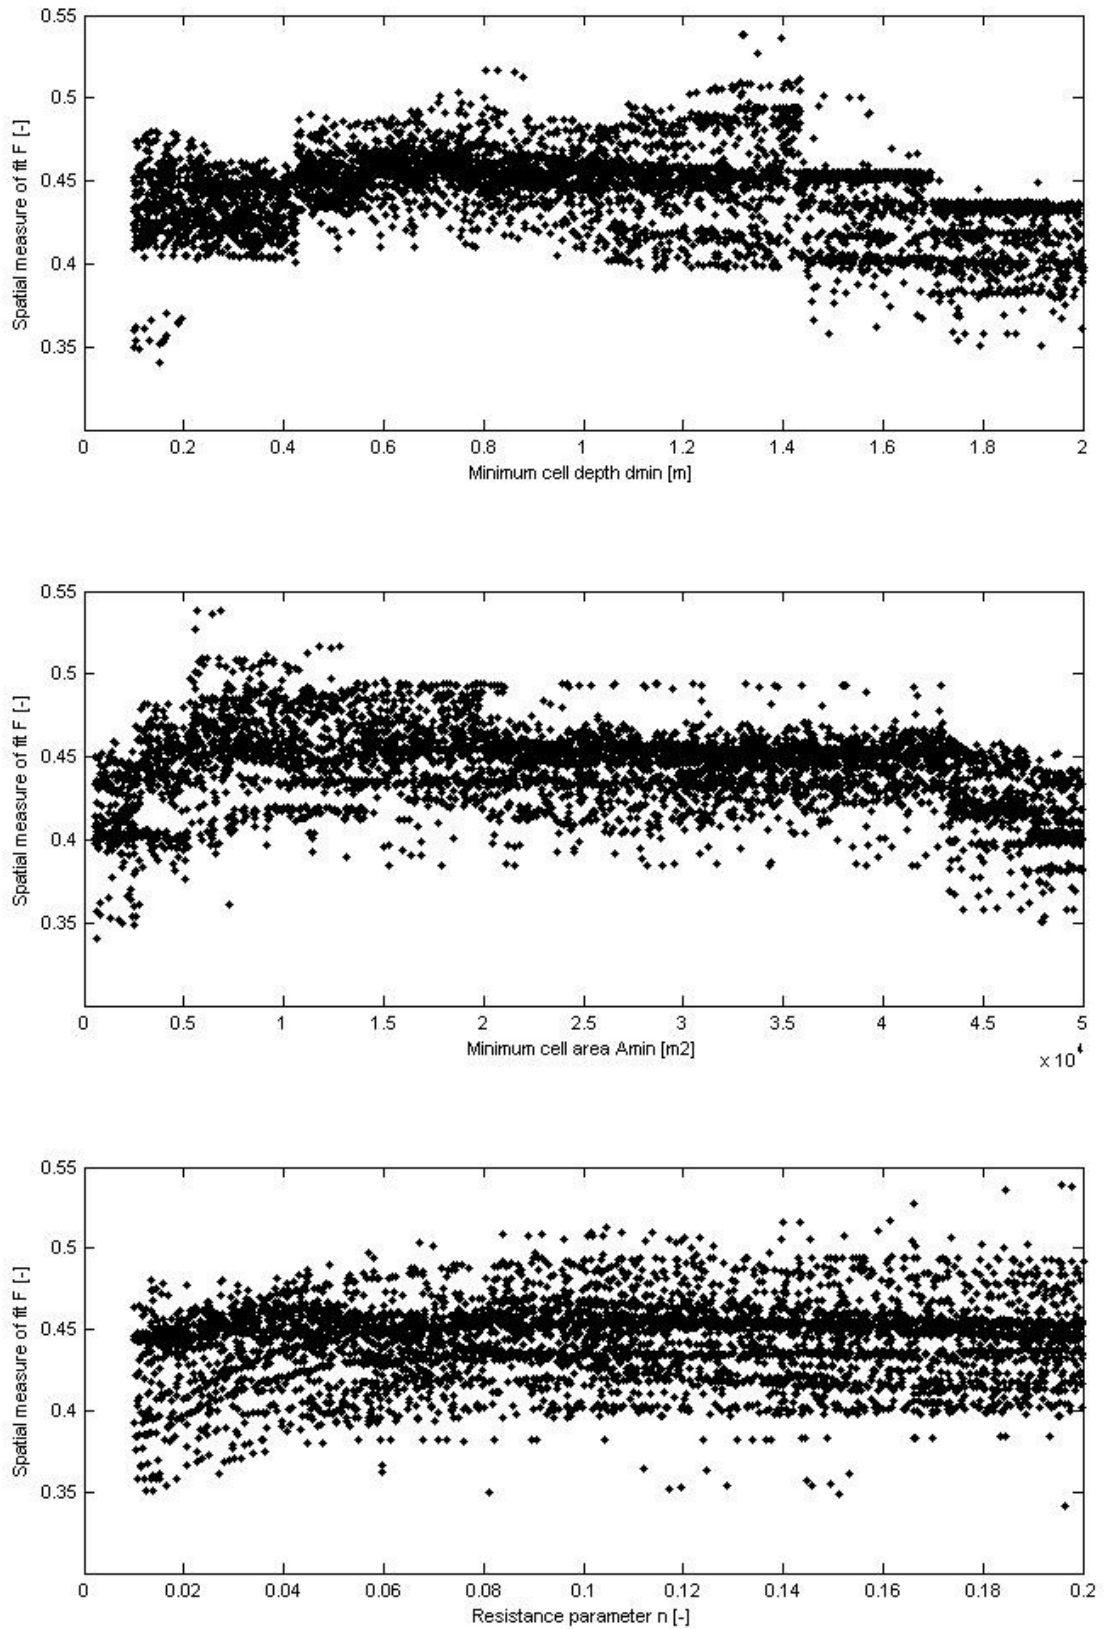 0.55
0.5
0.45
0.4
0.35
Spatial measure of fit F [-]
0 0.2 0.4 0.6 0.8 1 1.2 1.4 1.6 1.8 2
Minimum cell depth dmin [m]
0.55
0.5
0.45
0.4
0.35
Spatial measure of fit F [-]
0 0.5 1 1.5 2 2.5 3 3.5 4 4.5 5
Minimum cell area Amin [m2]
x 10⁴
0.55
0.5
0.45
0.4
0.35
Spatial measure of fit F [-]
0 0.02 0.04 0.06 0.08 0.1 0.12 0.14 0.16 0.18 0.2
Resistance parameter n [-]